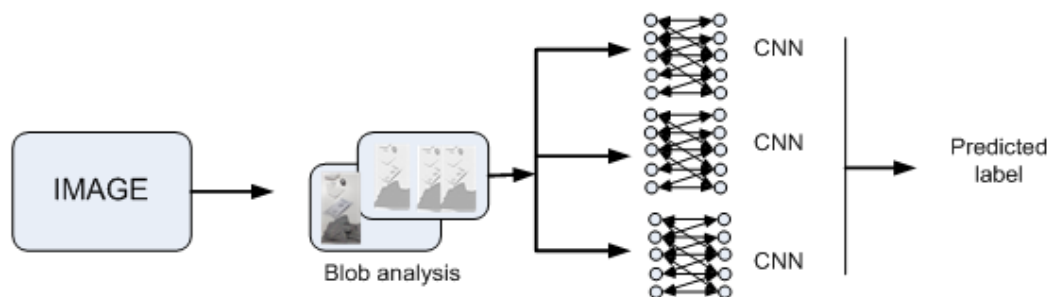 IMAGE
Blob analysis
CNN
CNN
CNN
Predicted
label